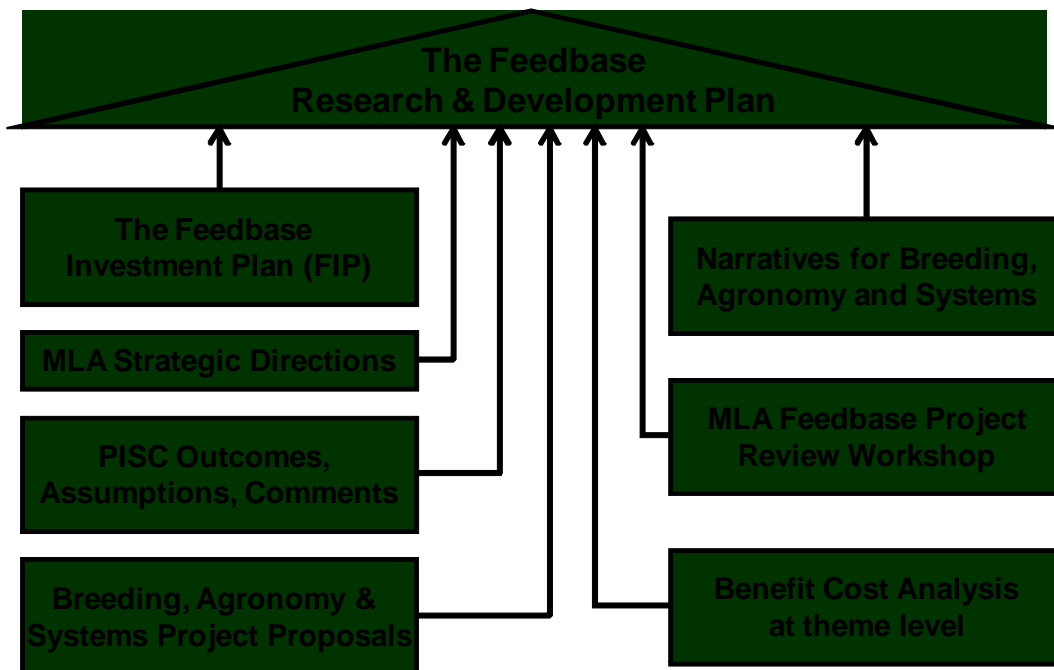 The Feedbase
Research & Development Plan
The Feedbase
Investment Plan (FIP)
MLA Strategic Directions
PISC Outcomes,
Assumptions, Comments
Breeding, Agronomy &
Systems Project Proposals
Narratives for Breeding,
Agronomy and Systems
MLA Feedbase Project
Review Workshop
Benefit Cost Analysis
at theme level